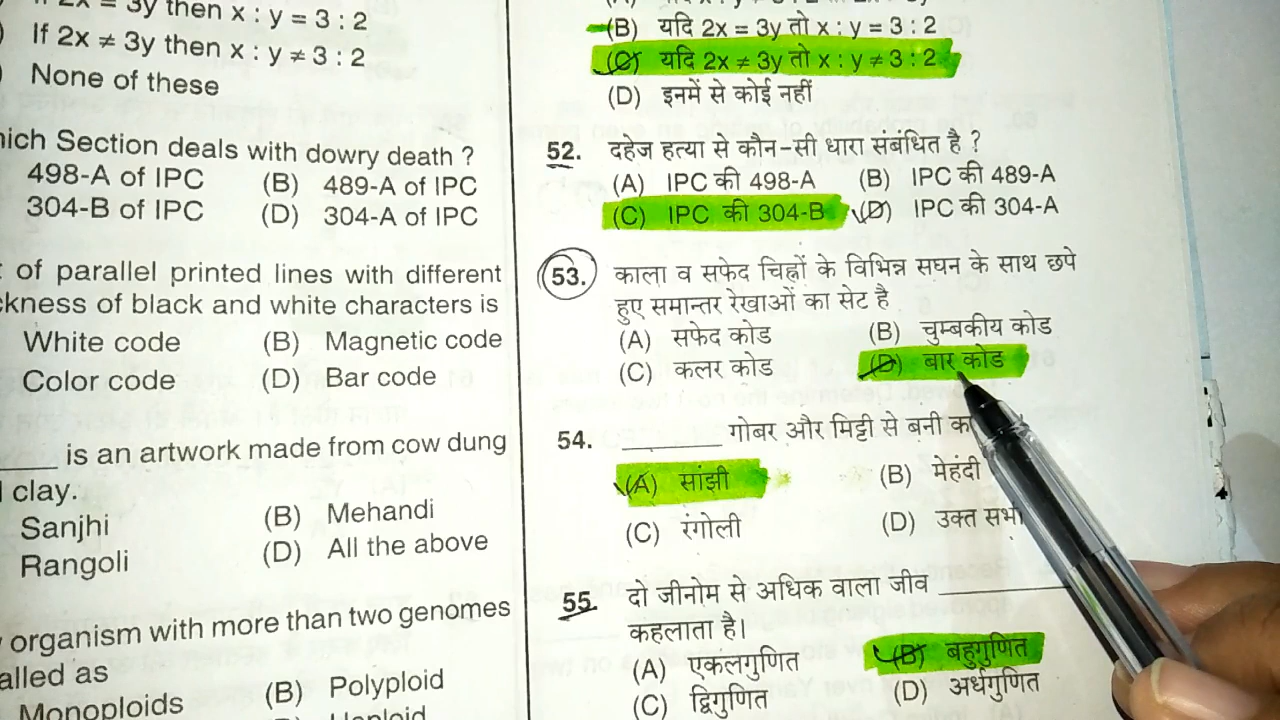 3y then x : y = 3 : 2
If 2x ≠ 3y then x : y ≠ 3 : 2
None of these
Section deals with dowry death ?
498-A of IPC (B) 489-A of IPC
304-B of IPC (D) 304-A of IPC
of parallel printed lines with different
of black and white characters is
White code (B) Magnetic code
Color code (D) Bar code
____ is an artwork made from cow dung
clay.
Sanjhi (B) Mehandi
Rangoli (D) All the above
organism with more than two genomes
as
Monoploids (B) Polyploid
(B) यदि 2x = 3y तो x : y = 3 : 2
(C) यदि 2x ≠ 3y तो x : y ≠ 3 : 2
(D) इनमें से कोई नहीं
52. दहेज हत्या से कौन-सी धारा संबंधित है ?
(A) IPC की 498-A (B) IPC की 489-A
(C) IPC की 304-B (D) IPC की 304-A
53. काला व सफेद चिह्नों के विभिन्न सघन के साथ छपे
हुए समान्तर रेखाओं का सेट है
(A) सफेद कोड (B) चुम्बकीय कोड
(C) कलर कोड (D) बार कोड
54. ______ गोबर और मिट्टी से बनी
(A) सांझी (B) मेहंदी
(C) रंगोली (D) उक्त सभी
55. दो जीनोम से अधिक वाला जीव ______
कहलाता है।
(A) एकलगुणित (B) बहुगुणित
(C) द्विगुणित (D) अर्धगुणित